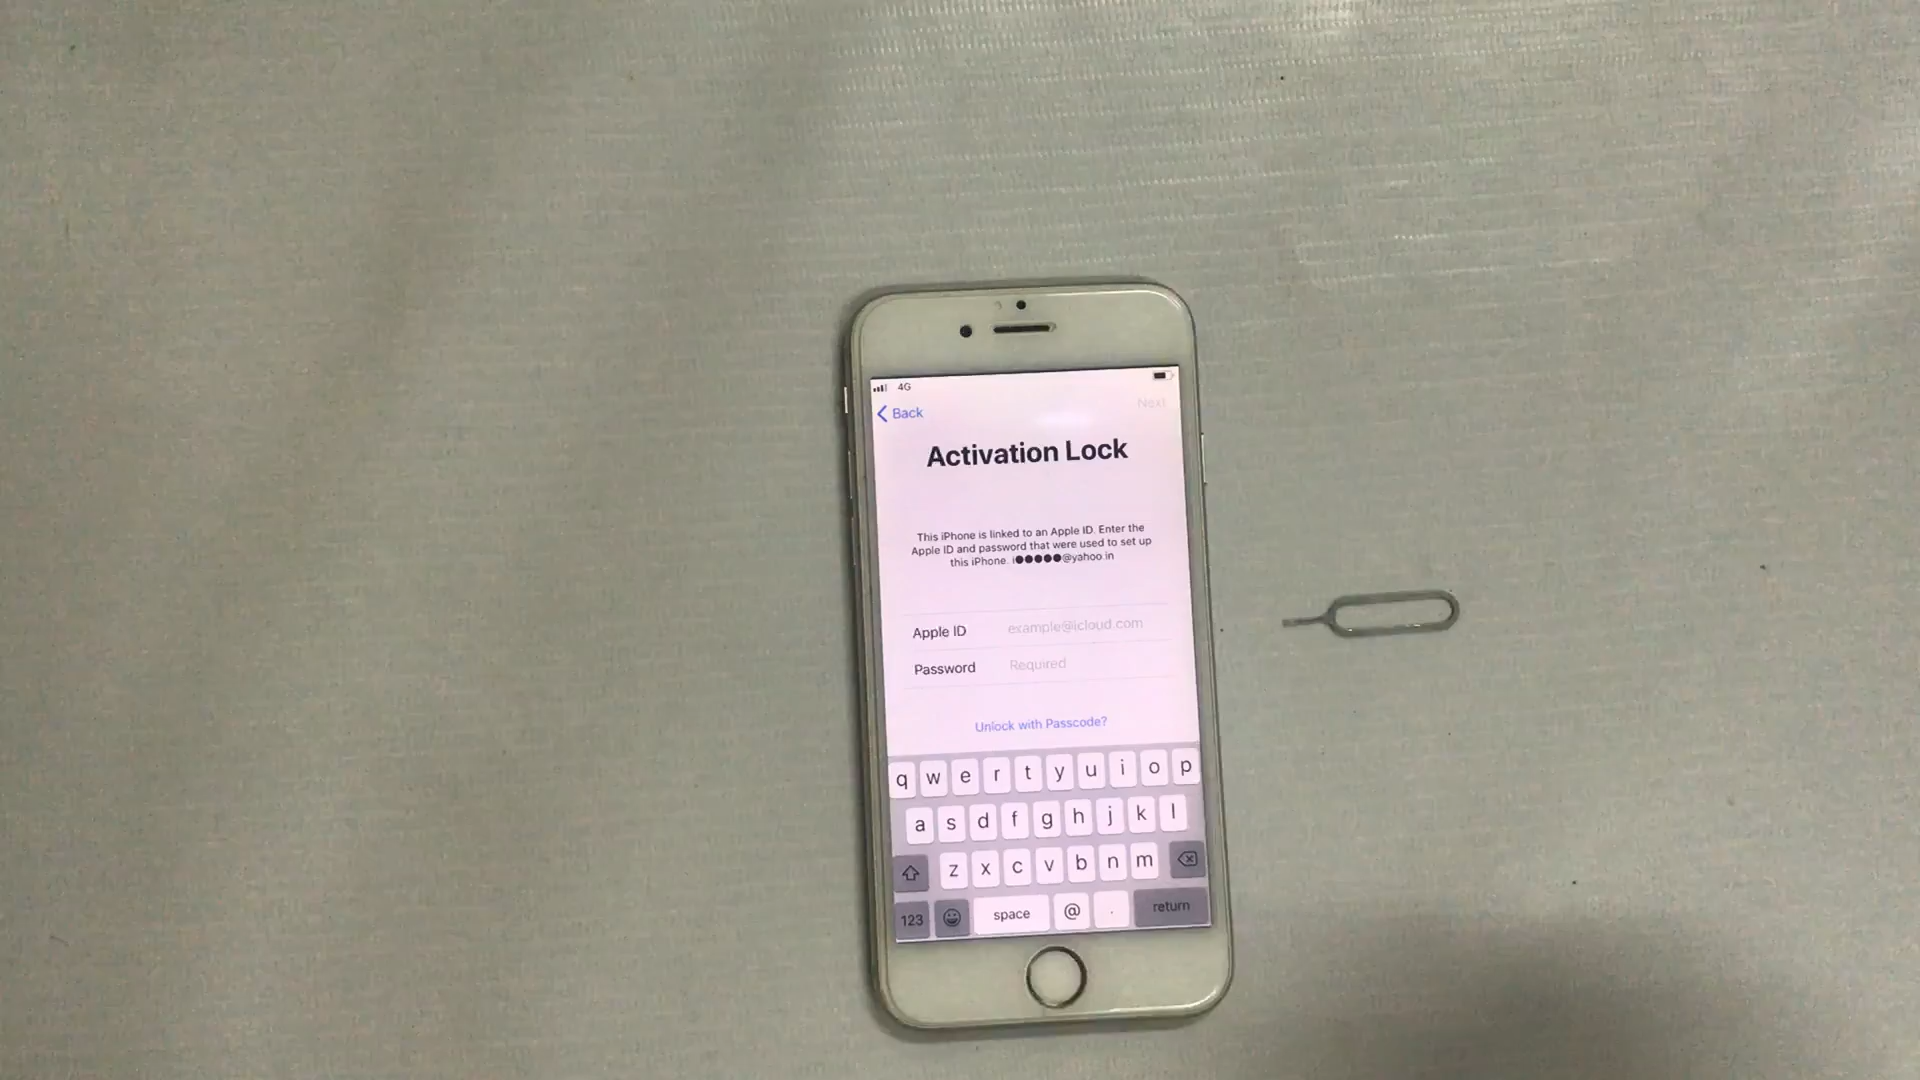 4G
Back
Next
Activation Lock
This iPhone is linked to an Apple ID. Enter the
Apple ID and password that were used to set up
this iPhone. i●●●●●@yahoo.in
Apple ID example@icloud.com
Password Required
Unlock with Passcode?
q w e r t y u i o p
a s d f g h j k l
z x c v b n m
123 space @ . return